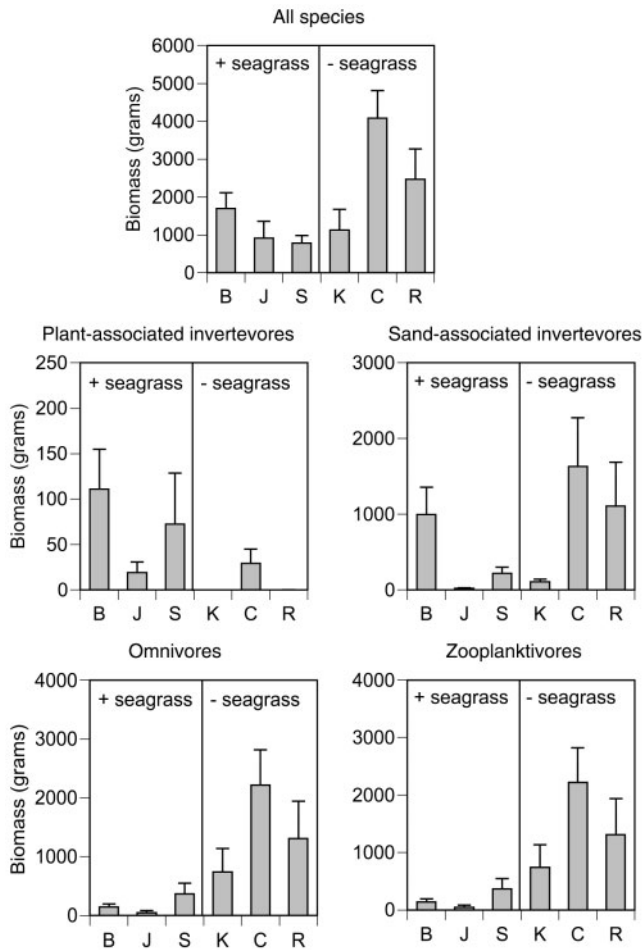 All species
6000
5000
4000
3000
2000
1000
0
Biomass (grams)
+ seagrass
- seagrass
B J S K C R
Plant-associated invertevores
250
200
150
100
50
0
Biomass (grams)
+ seagrass
- seagrass
B J S K C R
Sand-associated invertevores
3000
2000
1000
0
+ seagrass
- seagrass
B J S K C R
Omnivores
4000
3000
2000
1000
0
Biomass (grams)
+ seagrass
- seagrass
B J S K C R
Zooplanktivores
4000
3000
2000
1000
0
+ seagrass
- seagrass
B J S K C R